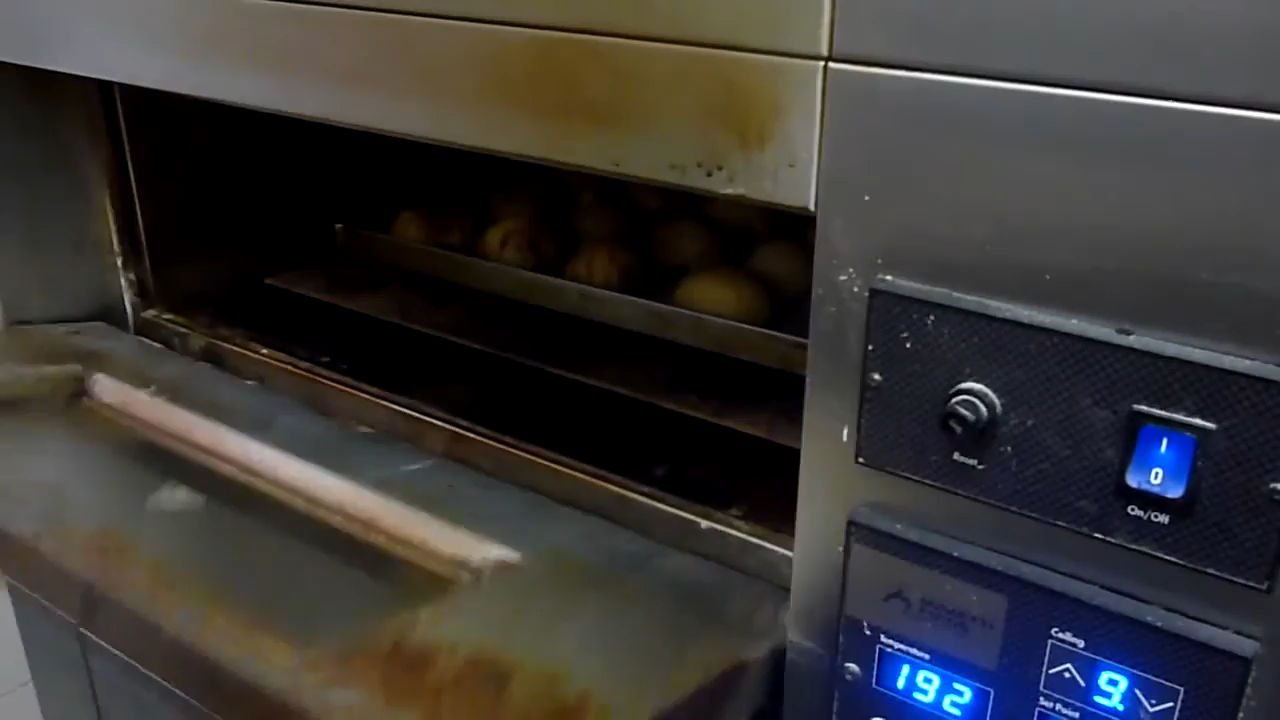 Reset
I
0
On/Off
Temperature
192
Ceiling
9.
Set Point